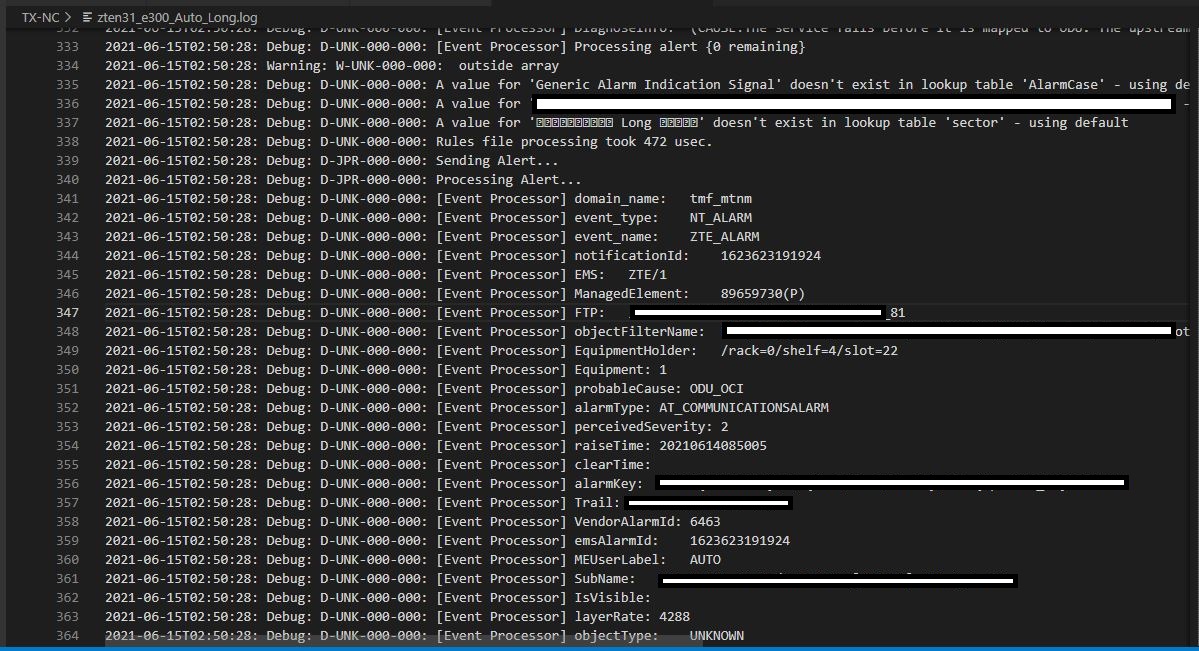 TX-NC > zten31_e300_Auto_Long.log
332 2021-06-15T02:50:28: Debug: D-UNK-000-000: [Event Processor] DiagnoseInfo: (CAUSE:The service fails before it is mapped to ODU. The upstream
333 2021-06-15T02:50:28: Debug: D-UNK-000-000: [Event Processor] Processing alert {0 remaining}
334 2021-06-15T02:50:28: Warning: W-UNK-000-000: outside array
335 2021-06-15T02:50:28: Debug: D-UNK-000-000: A value for 'Generic Alarm Indication Signal' doesn't exist in lookup table 'AlarmCase' - using de
336 2021-06-15T02:50:28: Debug: D-UNK-000-000: A value for ' -
337 2021-06-15T02:50:28: Debug: D-UNK-000-000: A value for ' Long ' doesn't exist in lookup table 'sector' - using default
338 2021-06-15T02:50:28: Debug: D-UNK-000-000: Rules file processing took 472 usec.
339 2021-06-15T02:50:28: Debug: D-JPR-000-000: Sending Alert...
340 2021-06-15T02:50:28: Debug: D-JPR-000-000: Processing Alert...
341 2021-06-15T02:50:28: Debug: D-UNK-000-000: [Event Processor] domain_name: tmf_mtnm
342 2021-06-15T02:50:28: Debug: D-UNK-000-000: [Event Processor] event_type: NT_ALARM
343 2021-06-15T02:50:28: Debug: D-UNK-000-000: [Event Processor] event_name: ZTE_ALARM
344 2021-06-15T02:50:28: Debug: D-UNK-000-000: [Event Processor] notificationId: 1623623191924
345 2021-06-15T02:50:28: Debug: D-UNK-000-000: [Event Processor] EMS: ZTE/1
346 2021-06-15T02:50:28: Debug: D-UNK-000-000: [Event Processor] ManagedElement: 89659730(P)
347 2021-06-15T02:50:28: Debug: D-UNK-000-000: [Event Processor] FTP: _81
348 2021-06-15T02:50:28: Debug: D-UNK-000-000: [Event Processor] objectFilterName: ot
349 2021-06-15T02:50:28: Debug: D-UNK-000-000: [Event Processor] EquipmentHolder: /rack=0/shelf=4/slot=22
350 2021-06-15T02:50:28: Debug: D-UNK-000-000: [Event Processor] Equipment: 1
351 2021-06-15T02:50:28: Debug: D-UNK-000-000: [Event Processor] probableCause: ODU_OCI
352 2021-06-15T02:50:28: Debug: D-UNK-000-000: [Event Processor] alarmType: AT_COMMUNICATIONSALARM
353 2021-06-15T02:50:28: Debug: D-UNK-000-000: [Event Processor] perceivedSeverity: 2
354 2021-06-15T02:50:28: Debug: D-UNK-000-000: [Event Processor] raiseTime: 20210614085005
355 2021-06-15T02:50:28: Debug: D-UNK-000-000: [Event Processor] clearTime:
356 2021-06-15T02:50:28: Debug: D-UNK-000-000: [Event Processor] alarmKey:
357 2021-06-15T02:50:28: Debug: D-UNK-000-000: [Event Processor] Trail:
358 2021-06-15T02:50:28: Debug: D-UNK-000-000: [Event Processor] VendorAlarmId: 6463
359 2021-06-15T02:50:28: Debug: D-UNK-000-000: [Event Processor] emsAlarmId: 1623623191924
360 2021-06-15T02:50:28: Debug: D-UNK-000-000: [Event Processor] MEUserLabel: AUTO
361 2021-06-15T02:50:28: Debug: D-UNK-000-000: [Event Processor] SubName:
362 2021-06-15T02:50:28: Debug: D-UNK-000-000: [Event Processor] IsVisible:
363 2021-06-15T02:50:28: Debug: D-UNK-000-000: [Event Processor] layerRate: 4288
364 2021-06-15T02:50:28: Debug: D-UNK-000-000: [Event Processor] objectType: UNKNOWN